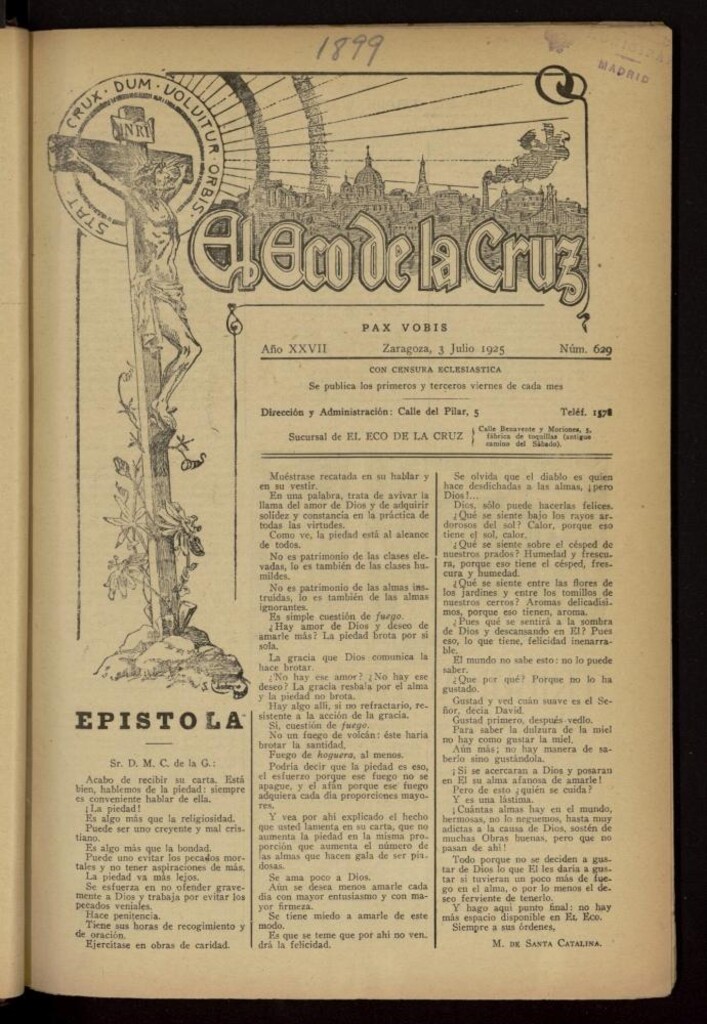 1899
MADRID
STAT · CRUX · DUM · VOLVITUR · ORBIS ·
INRI
El Eco de la Cruz
PAX VOBIS
Año XXVII Zaragoza, 3 Julio 1925 Núm. 629
CON CENSURA ECLESIASTICA
Se publica los primeros y terceros viernes de cada mes
Dirección y Administración: Calle del Pilar, 5 Teléf. 1578
Sucursal de EL ECO DE LA CRUZ
Calle Benavente y Moriones, 5,
fábrica de toquillas (antiguo
camino del Sábado).
EPISTOLA
Sr. D. M. C. de la G.:
Acabo de recibir su carta. Está
bien, hablemos de la piedad: siempre
es conveniente hablar de ella.
¡La piedad!
Es algo más que la religiosidad.
Puede ser uno creyente y mal cris-
tiano.
Es algo más que la bondad.
Puede uno evitar los pecados mor-
tales y no tener aspiraciones de más.
La piedad va más lejos.
Se esfuerza en no ofender grave-
mente a Dios y trabaja por evitar los
pecados veniales.
Hace penitencia.
Tiene sus horas de recogimiento y
de oración.
Ejercitase en obras de caridad.
Muéstrase recatada en su hablar y
en su vestir.
En una palabra, trata de avivar la
llama del amor de Dios y de adquirir
solidez y constancia en la práctica de
todas las virtudes.
Como ve, la piedad está al alcance
de todos.
No es patrimonio de las clases ele-
vadas, lo es también de las clases hu-
mildes.
No es patrimonio de las almas ins-
truidas, lo es también de las almas
ignorantes.
Es simple cuestión de fuego.
¿Hay amor de Dios y deseo de
amarle más? La piedad brota por si
sola.
La gracia que Dios comunica la
hace brotar.
¿No hay ese amor? ¿No hay ese
deseo? La gracia resbala por el alma
y la piedad no brota.
Hay algo allí, si no refractario, re-
sistente a la acción de la gracia.
Si, cuestión de fuego.
No un fuego de volcán: éste haria
brotar la santidad.
Fuego de hoguera, al menos.
Podría decir que la piedad es eso,
el esfuerzo porque ese fuego no se
apague, y el afán porque ese fuego
adquiera cada día proporciones mayo-
res.
Y vea por ahi explicado el hecho
que usted lamenta en su carta, que no
aumenta la piedad en la misma pro-
porción que aumenta el número de
las almas que hacen gala de ser pia-
dosas.
Se ama poco a Dios.
Aún se desea menos amarle cada
día con mayor entusiasmo y con ma-
yor firmeza.
Se tiene miedo a amarle de este
modo.
Es que se teme que por ahí no ven-
drá la felicidad.
Se olvida que el diablo es quien
hace desdichadas a las almas, ¡pero
Dios!...
Dios, sólo puede hacerlas felices.
¿Qué se siente bajo los rayos ar-
dorosos del sol? Calor, porque eso
tiene el sol, calor.
¿Qué se siente sobre el césped de
nuestros prados? Humedad y frescu-
ra, porque eso tiene el césped, fres-
cura y humedad.
¿Qué se siente entre las flores de
los jardines y entre los tomillos de
nuestros cerros? Aromas delicadisi-
mos, porque eso tienen, aroma.
¿Pues qué se sentirá a la sombra
de Dios y descansando en El? Pues
eso, lo que tiene, felicidad inenarra-
ble.
El mundo no sabe esto: no lo puede
saber.
¿Que por qué? Porque no lo ha
gustado.
Gustad y ved cuán suave es el Se-
ñor, decía David.
Gustad primero, después vedlo.
Para saber la dulzura de la miel
no hay como gustar la miel.
Aún más; no hay manera de sa-
berlo sino gustándola.
¡Si se acercaran a Dios y posaran
en El su alma afanosa de amarle!
Pero de esto ¿quién se cuida?
Y es una lástima.
¡Cuántas almas hay en el mundo,
hermosas, no lo neguemos, hasta muy
adictas a la causa de Dios, sostén de
muchas Obras buenas, pero que no
pasan de ahi!
Todo porque no se deciden a gus-
tar de Dios lo que El les daría a gus-
tar si tuvieran un poco más de fue-
go en el alma, o por lo menos el de-
seo ferviente de tenerlo.
Y hago aqui punto final: no hay
más espacio disponible en EL ECO.
Siempre a sus órdenes,
M. DE SANTA CATALINA.